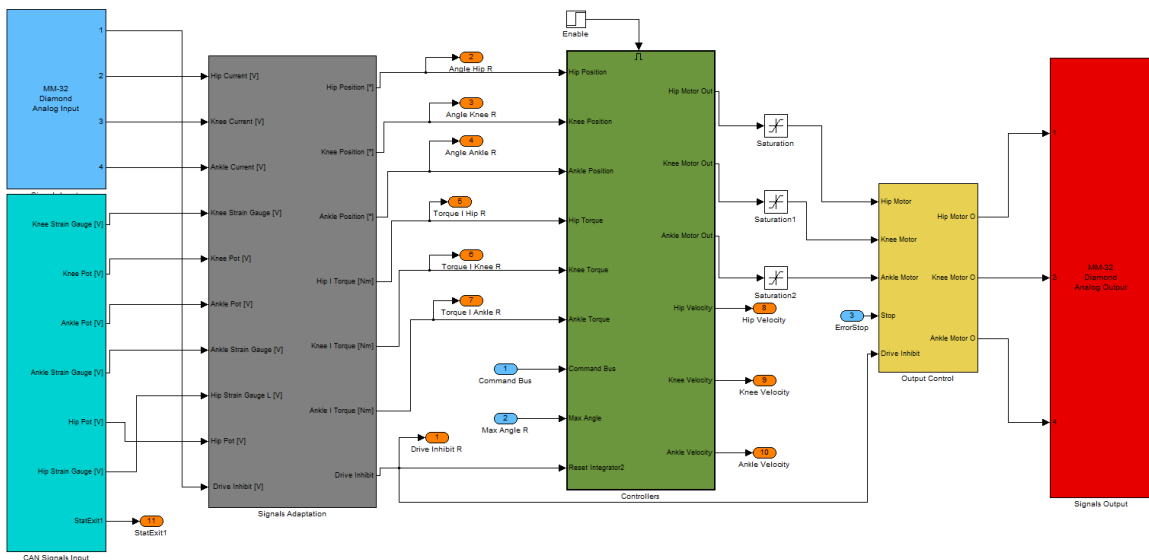 MM-32
Diamond
Analog Input
1
2
3
4
Knee Strain Gauge [V]
Knee Pot [V]
Ankle Pot [V]
Ankle Strain Gauge [V]
Hip Pot [V]
Hip Strain Gauge [V]
StatExit1
CAN Signals Input
11
StatExit1
Hip Current [V]
Knee Current [V]
Ankle Current [V]
Knee Strain Gauge [V]
Knee Pot [V]
Ankle Pot [V]
Ankle Strain Gauge [V]
Hip Strain Gauge L [V]
Hip Pot [V]
Drive Inhibit [V]
Hip Position [°]
Knee Position [°]
Ankle Position [°]
Hip I Torque [Nm]
Knee I Torque [Nm]
Ankle I Torque [Nm]
Drive Inhibit
Signals Adaptation
2
Angle Hip R
3
Angle Knee R
4
Angle Ankle R
5
Torque I Hip R
6
Torque I Knee R
7
Torque I Ankle R
1
Command Bus
2
Max Angle R
1
Drive Inhibit R
Enable
Hip Position
Knee Position
Ankle Position
Hip Torque
Knee Torque
Ankle Torque
Command Bus
Max Angle
Reset Integrator2
Hip Motor Out
Knee Motor Out
Ankle Motor Out
Hip Velocity
Knee Velocity
Ankle Velocity
Controllers
Saturation
Saturation1
Saturation2
8
Hip Velocity
9
Knee Velocity
10
Ankle Velocity
3
ErrorStop
Hip Motor
Knee Motor
Ankle Motor
Stop
Drive Inhibit
Hip Motor O
Knee Motor O
Ankle Motor O
Output Control
1
3
4
MM-32
Diamond
Analog Output
Signals Output